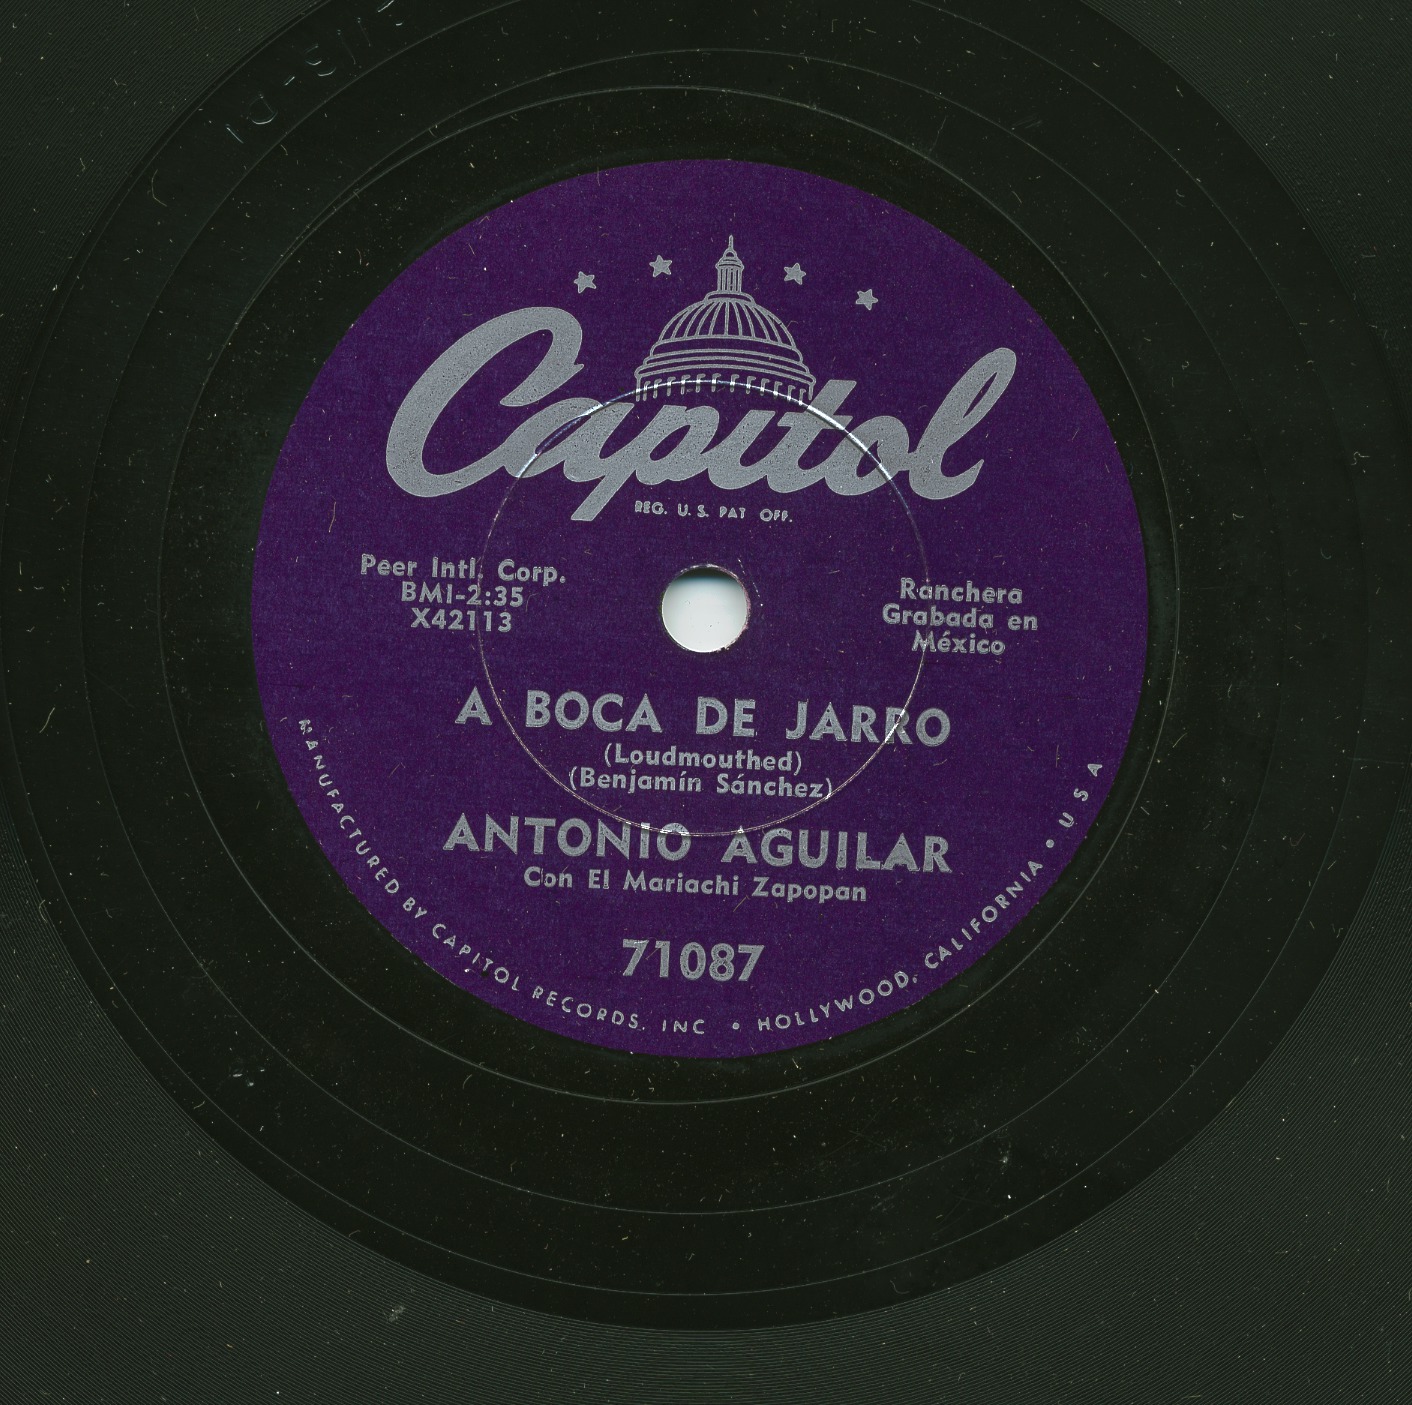 Capitol
REG. U.S. PAT OFF.
Peer Intl. Corp.
BMI-2:35
X42113
Ranchera
Grabada en
México
A BOCA DE JARRO
(Loudmouthed)
(Benjamín Sánchez)
ANTONIO AGUILAR
Con El Mariachi Zapopan
71087
MANUFACTURED BY CAPITOL RECORDS, INC • HOLLYWOOD, CALIFORNIA • U S A